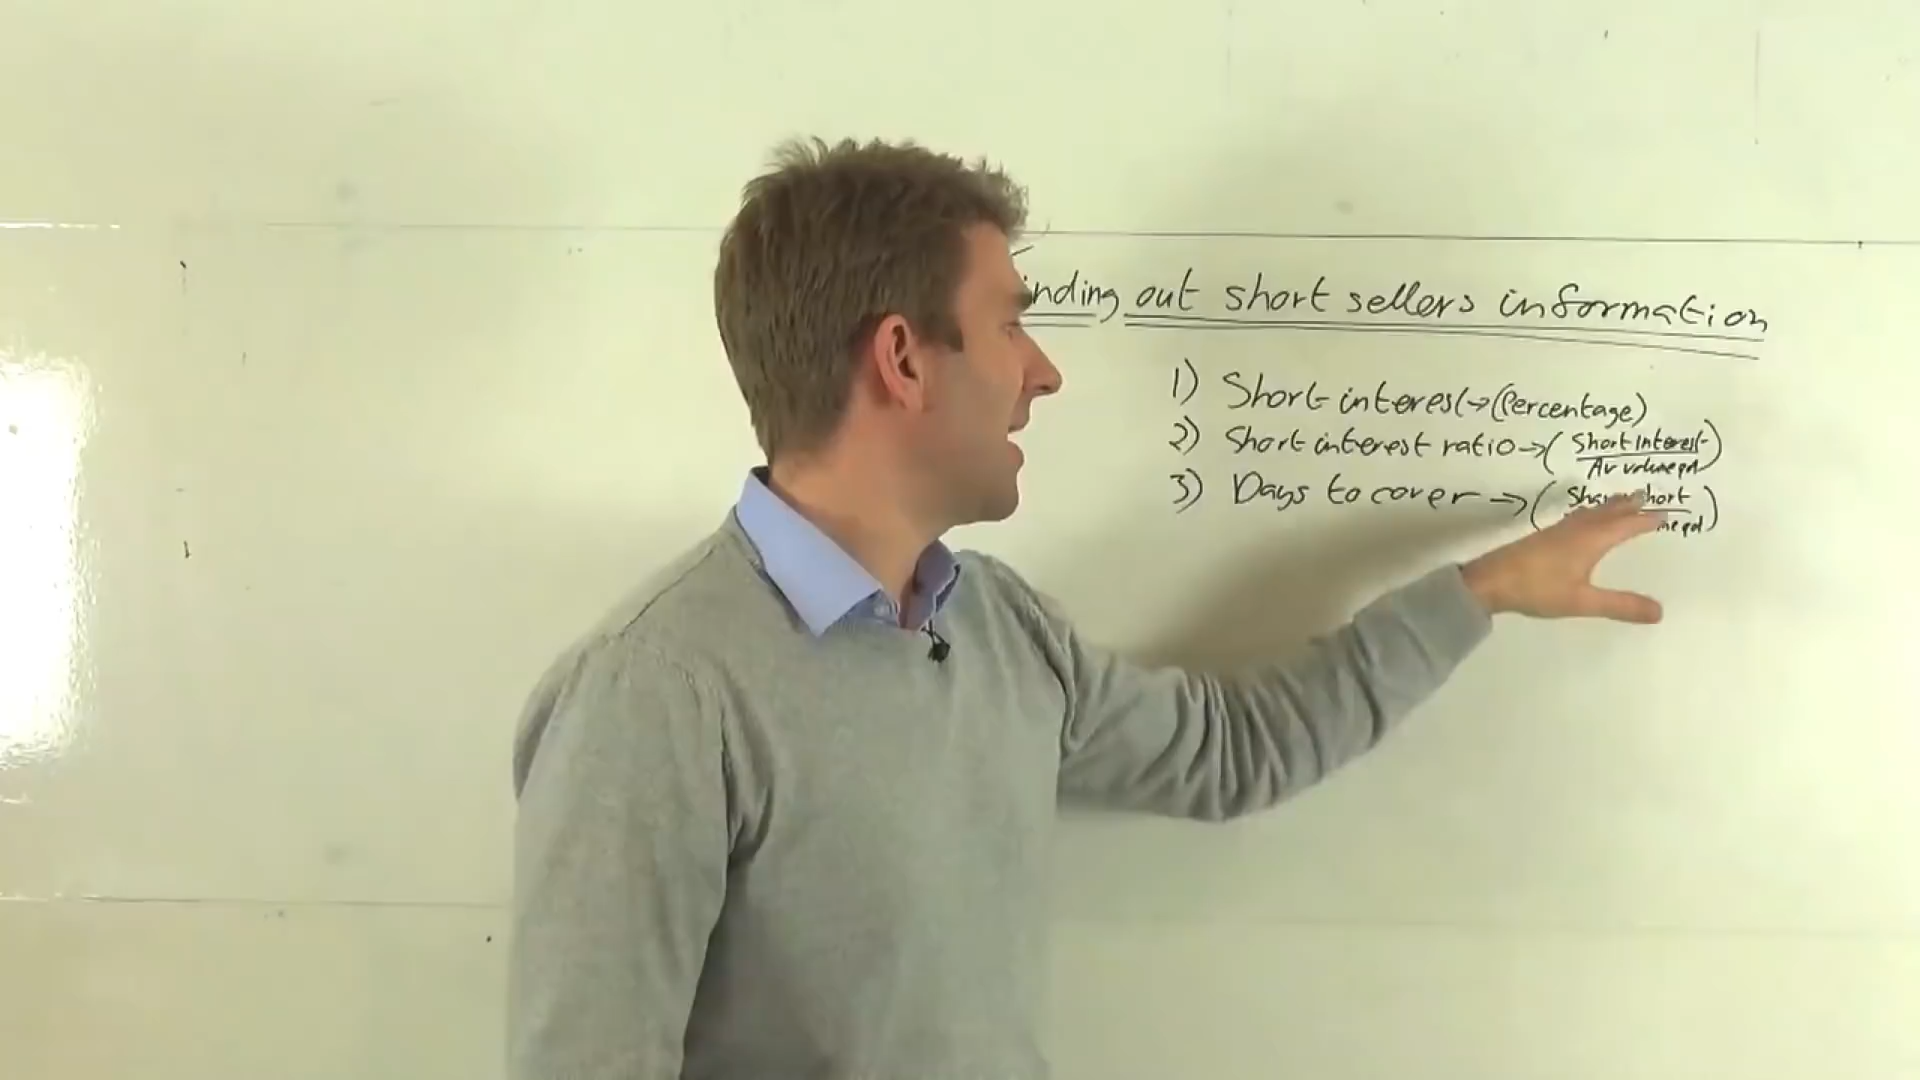 inding out short sellers information
1) Short interest → (Percentage)
2) Short interest ratio → (Short Interest
Av volume pd)
3) Days to cover → (short
me pd)